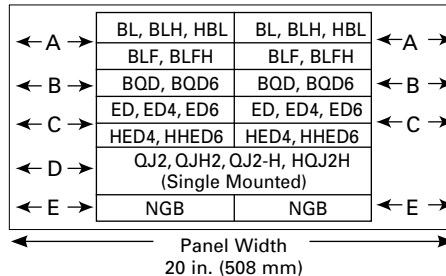 A BL, BLH, HBL BL, BLH, HBL A
BLF, BLFH BLF, BLFH
B BQD, BQD6 BQD, BQD6 B
C ED, ED4, ED6 ED, ED4, ED6 C
HED4, HHED6 HED4, HHED6
D QJ2, QJH2, QJ2-H, HQJ2H
(Single Mounted)
E NGB NGB E
Panel Width
20 in. (508 mm)